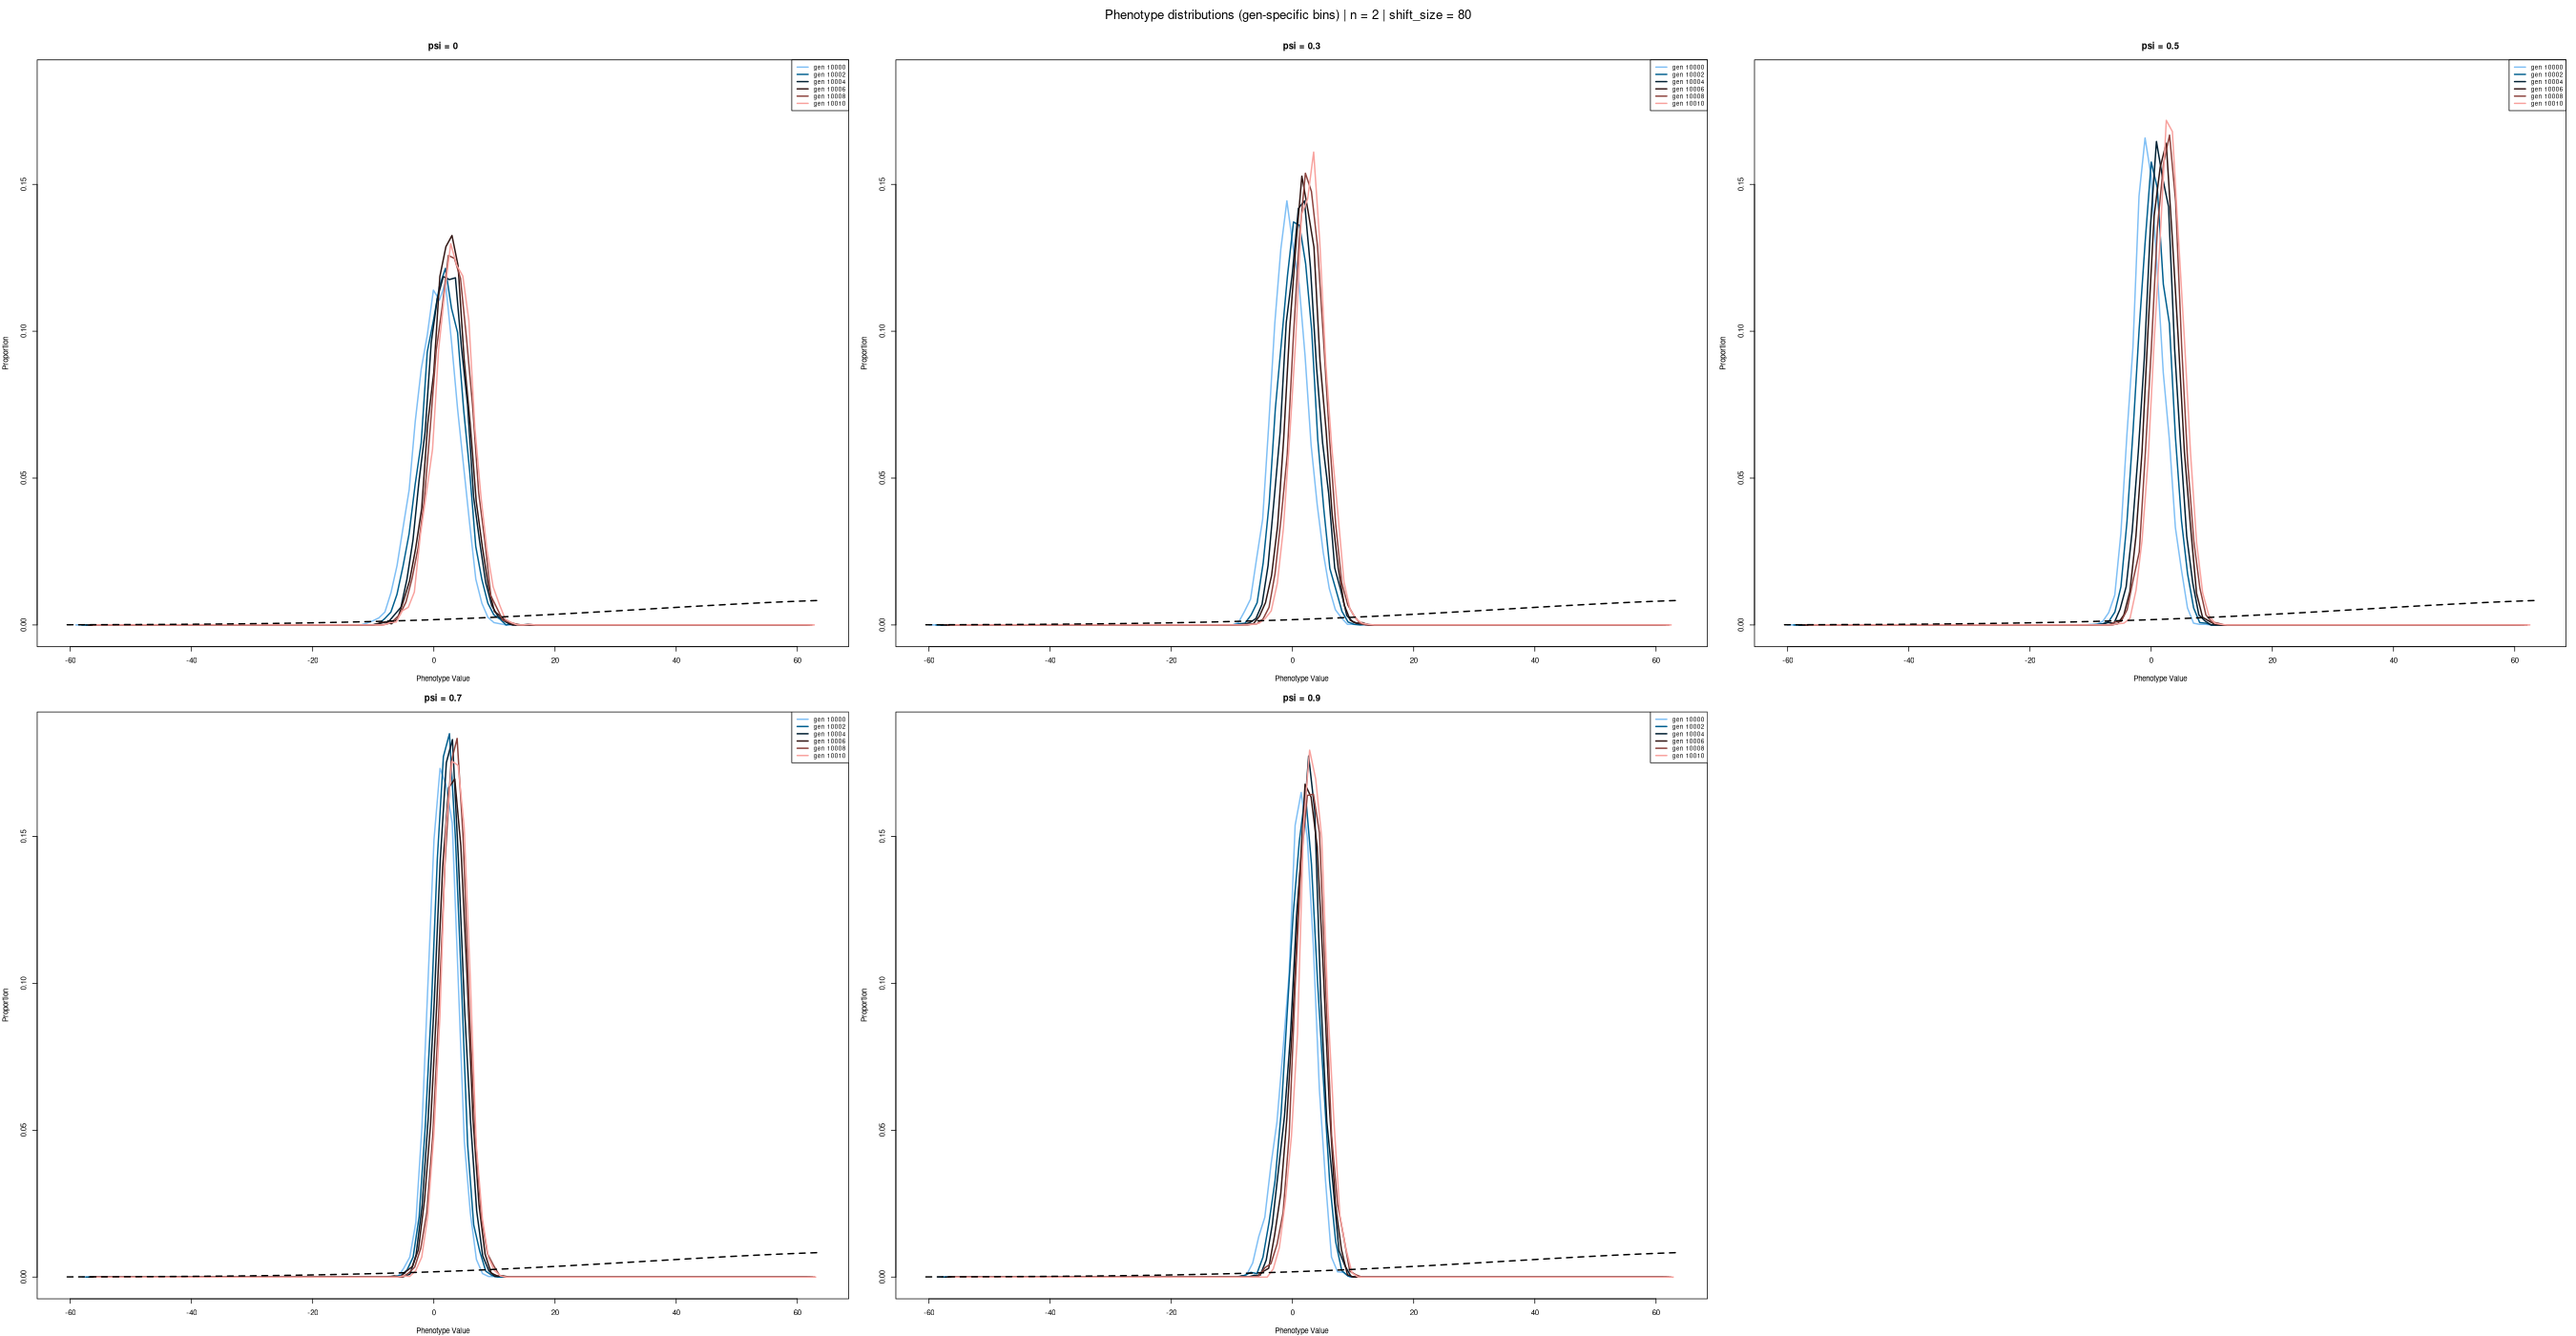 Phenotype distributions (gen-specific bins) | n = 2 | shift_size = 80
psi = 0
gen 10000
gen 10002
gen 10004
gen 10006
gen 10008
gen 10010
Proportion
0.15
0.10
0.05
0.00
-60 -40 -20 0 20 40 60
Phenotype Value
psi = 0.3
gen 10000
gen 10002
gen 10004
gen 10006
gen 10008
gen 10010
Proportion
0.15
0.10
0.05
0.00
-60 -40 -20 0 20 40 60
Phenotype Value
psi = 0.5
gen 10000
gen 10002
gen 10004
gen 10006
gen 10008
gen 10010
Proportion
0.15
0.10
0.05
0.00
-60 -40 -20 0 20 40 60
Phenotype Value
psi = 0.7
gen 10000
gen 10002
gen 10004
gen 10006
gen 10008
gen 10010
Proportion
0.15
0.10
0.05
0.00
-60 -40 -20 0 20 40 60
Phenotype Value
psi = 0.9
gen 10000
gen 10002
gen 10004
gen 10006
gen 10008
gen 10010
Proportion
0.15
0.10
0.05
0.00
-60 -40 -20 0 20 40 60
Phenotype Value